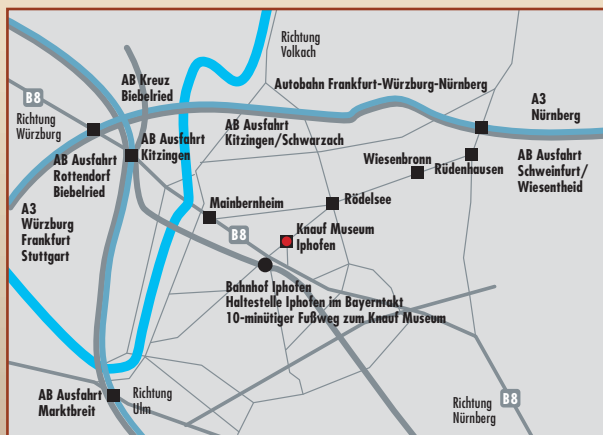 Richtung
Volkach
AB Kreuz
Biebelried
Autobahn Frankfurt-Würzburg-Nürnberg
B8
Richtung
Würzburg
A3
Nürnberg
AB Ausfahrt
Kitzingen
AB Ausfahrt
Kitzingen/Schwarzach
AB Ausfahrt
Rottendorf
Biebelried
Wiesenbronn
Rüdenhausen
AB Ausfahrt
Schweinfurt/
Wiesentheid
A3
Würzburg
Frankfurt
Stuttgart
Mainbernheim
Rödelsee
B8
Knauf Museum
Iphofen
Bahnhof Iphofen
Haltestelle Iphofen im Bayerntakt
10-minütiger Fußweg zum Knauf Museum
AB Ausfahrt
Marktbreit
Richtung
Ulm
B8
Richtung
Nürnberg